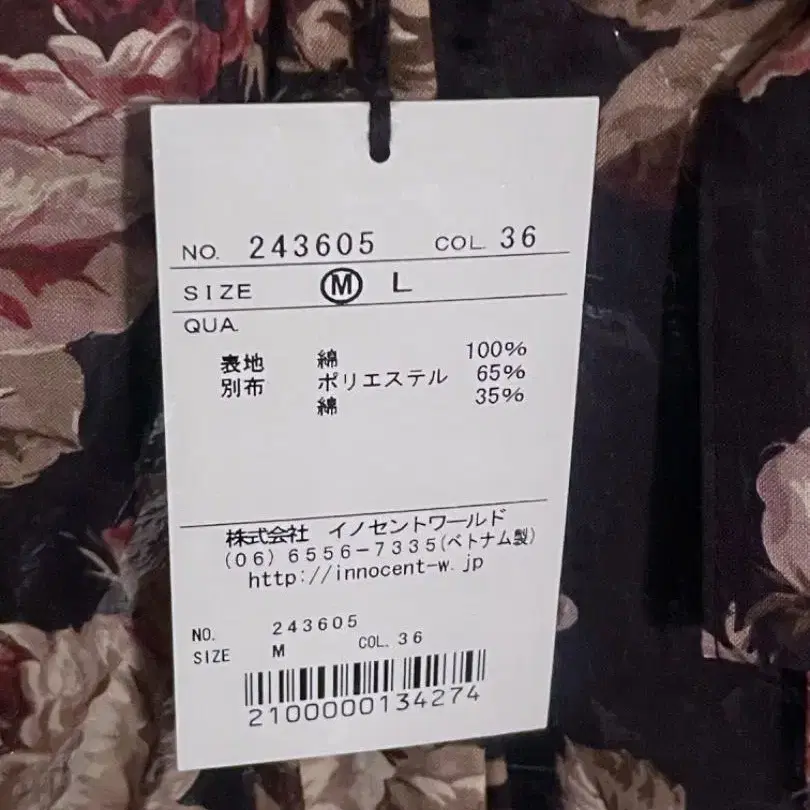 NO. 243605 COL. 36
SIZE Ⓜ L
QUA.
表地 綿 100%
別布 ポリエステル 65%
綿 35%
株式会社 イノセントワールド
(06) 6556-7335(ベトナム製)
http://innocent-w.jp
NO. 243605
SIZE M COL. 36
2100000134274